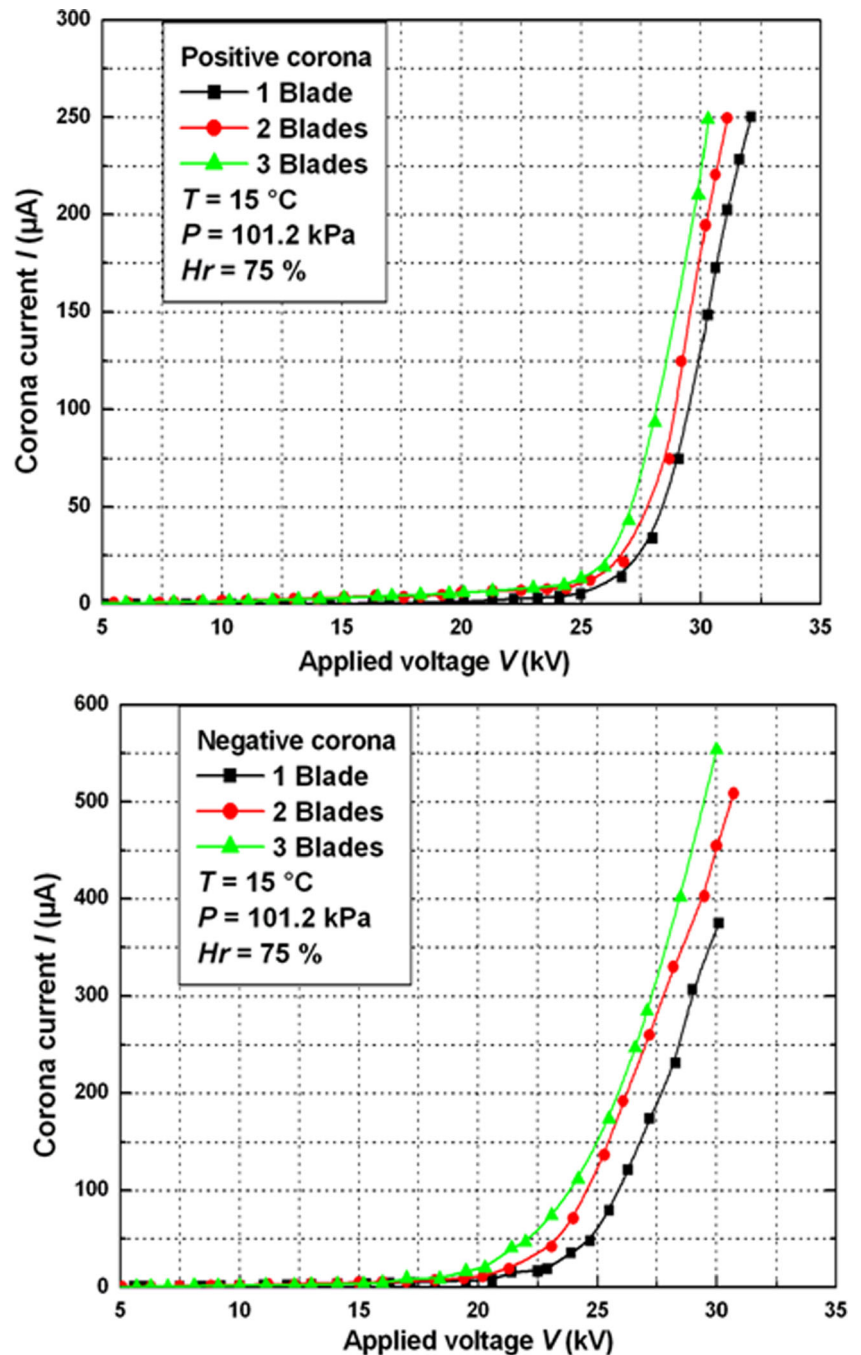 300
250
200
150
100
50
0
Corona current I (µA)
Positive corona
1 Blade
2 Blades
3 Blades
T = 15 °C
P = 101.2 kPa
Hr = 75 %
5 10 15 20 25 30 35
Applied voltage V (kV)
600
500
400
300
200
100
0
Corona current I (µA)
Negative corona
1 Blade
2 Blades
3 Blades
T = 15 °C
P = 101.2 kPa
Hr = 75 %
5 10 15 20 25 30 35
Applied voltage V (kV)